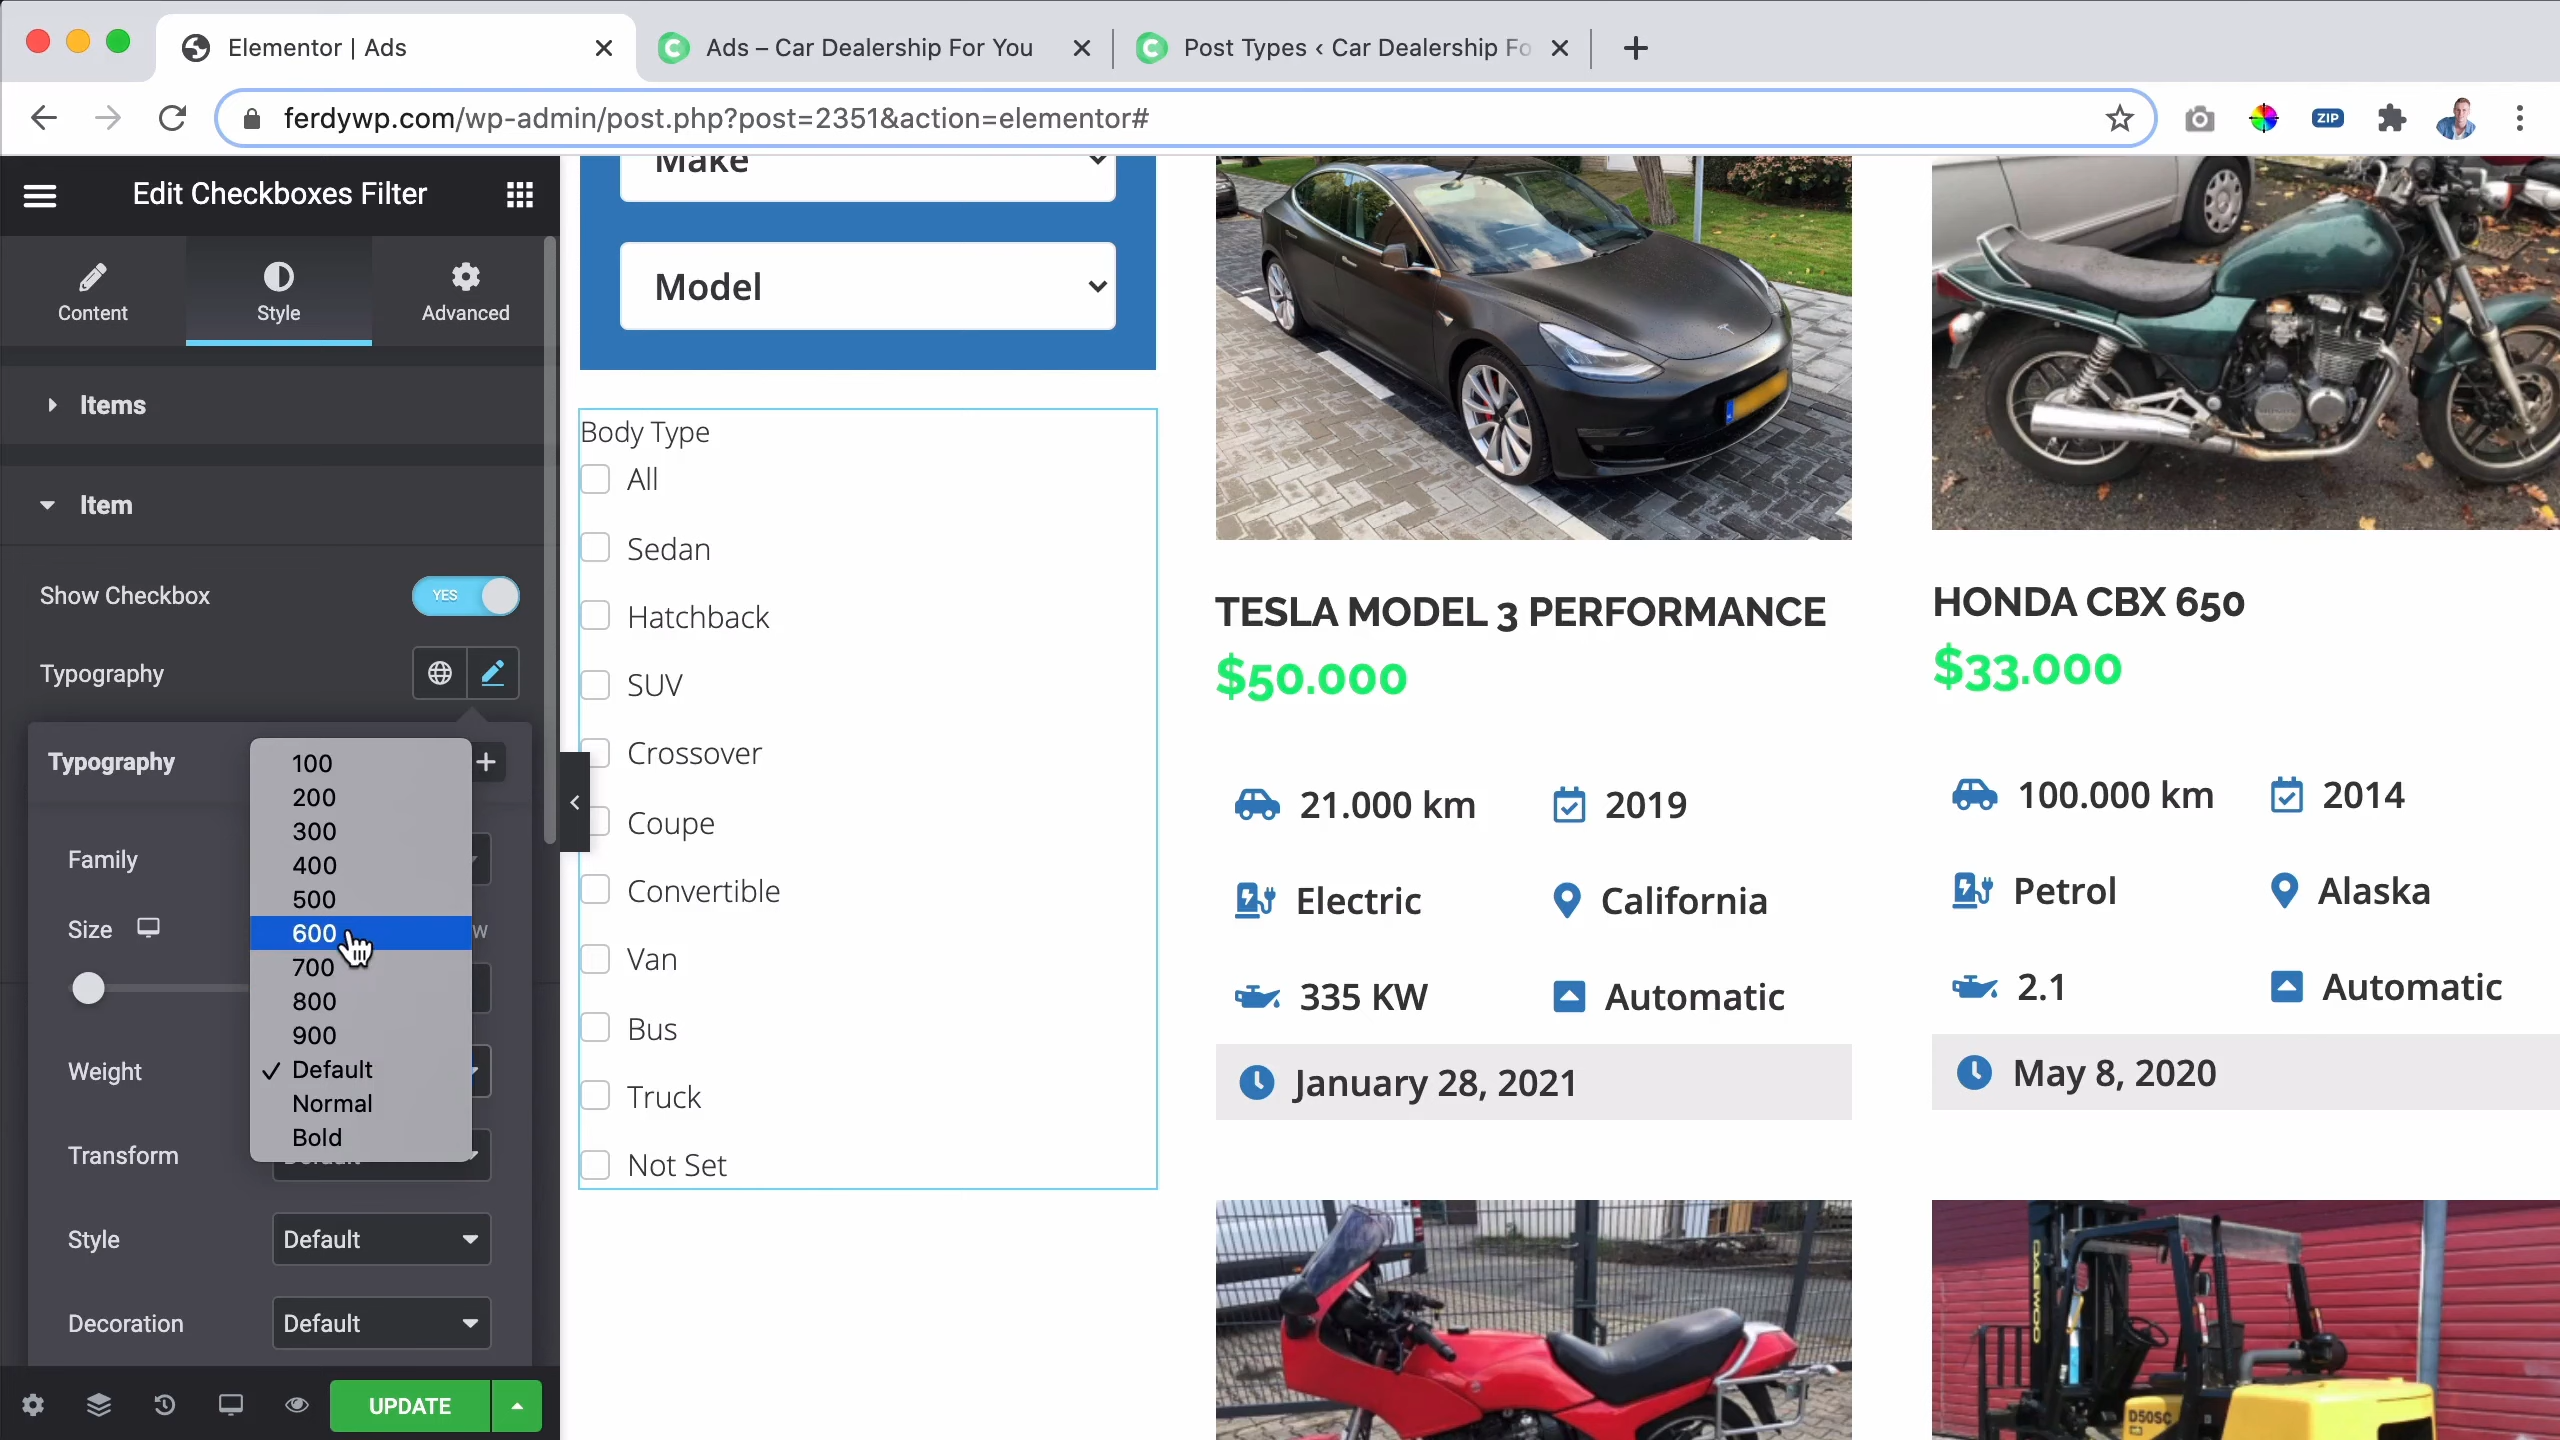 Elementor | Ads
Ads – Car Dealership For You
Post Types ‹ Car Dealership Fo
ferdywp.com/wp-admin/post.php?post=2351&action=elementor#
ZIP
Edit Checkboxes Filter
Content
Style
Advanced
Items
Item
Show Checkbox
YES
Typography
Typography
100
200
300
400
500
600
700
800
900
Default
Normal
Bold
Family
Size
W
Weight
Transform
Default
Style
Default
Decoration
Default
UPDATE
Make
Model
Body Type
All
Sedan
Hatchback
SUV
Crossover
Coupe
Convertible
Van
Bus
Truck
Not Set
TESLA MODEL 3 PERFORMANCE
$50.000
21.000 km
2019
Electric
California
335 KW
Automatic
January 28, 2021
HONDA CBX 650
$33.000
100.000 km
2014
Petrol
Alaska
2.1
Automatic
May 8, 2020
DAEWOO
D50SC